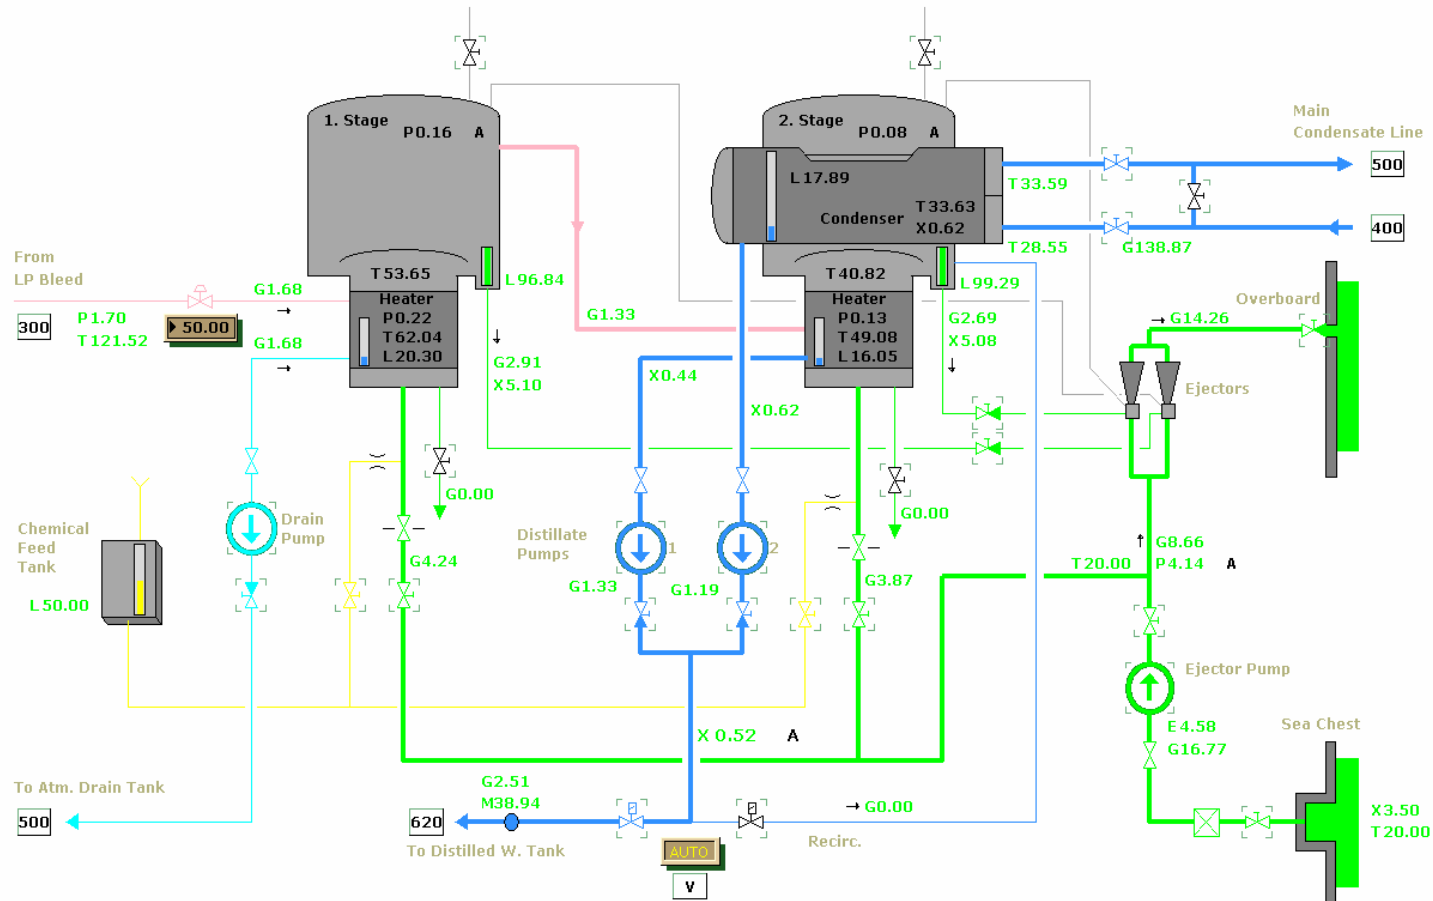 1. Stage
P0.16 A
2. Stage
P0.08 A
Main
Condensate Line
500
L17.89
T33.59
T33.63
Condenser
X0.62
400
T28.55
G138.87
From
LP Bleed
T53.65
L96.84
T40.82
L99.29
G1.68
Heater
Heater
Overboard
300
P1.70
50.00
P0.22
G1.33
P0.13
G2.69
G14.26
T121.52
T62.04
T49.08
X5.08
G1.68
L20.30
L16.05
G2.91
X5.10
X0.44
Ejectors
X0.62
G0.00
G0.00
Chemical
Feed
Tank
Drain
Pump
Distillate
Pumps
1
2
G8.66
T20.00
P4.14 A
G4.24
G1.33
G1.19
G3.87
L50.00
Ejector Pump
X 0.52 A
E4.58
G16.77
Sea Chest
To Atm. Drain Tank
G2.51
M38.94
G0.00
X3.50
T20.00
500
620
To Distilled W. Tank
AUTO
Recirc.
V